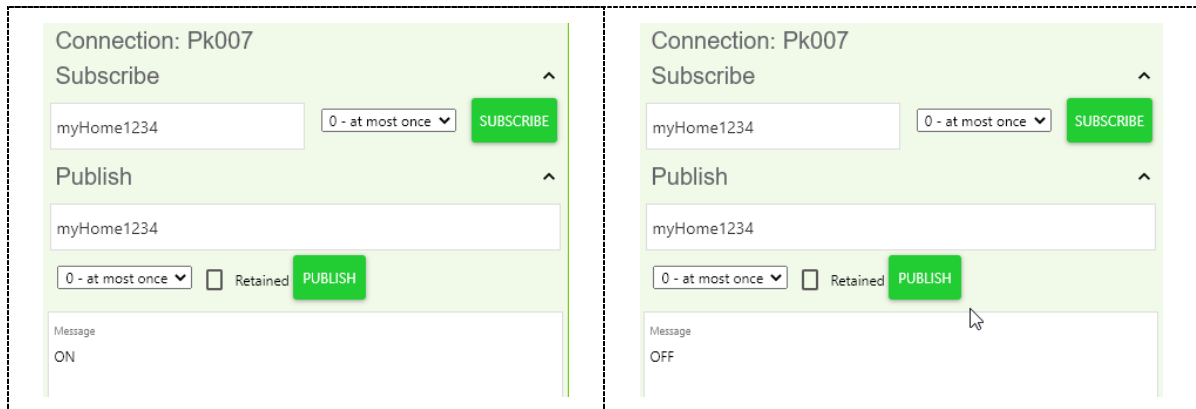 Connection: Pk007
Subscribe
myHome1234
0 - at most once
SUBSCRIBE
Publish
myHome1234
0 - at most once
Retained
PUBLISH
Message
ON
Connection: Pk007
Subscribe
myHome1234
0 - at most once
SUBSCRIBE
Publish
myHome1234
0 - at most once
Retained
PUBLISH
Message
OFF